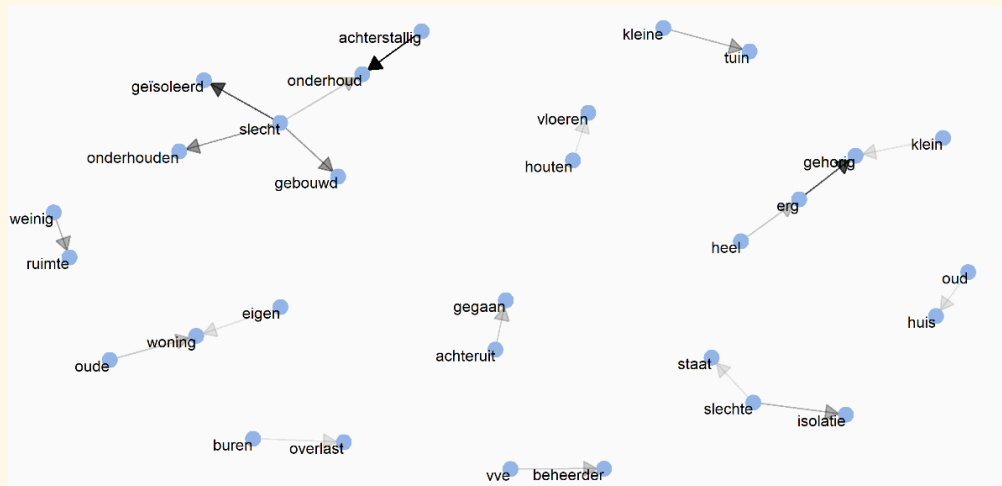 achterstallig
kleine
tuin
geïsoleerd
onderhoud
vloeren
slecht
onderhouden
houten
klein
gehorig
gebouwd
erg
weinig
ruimte
heel
oud
eigen
gegaan
huis
woning
oude
achteruit
staat
slechte
isolatie
buren
overlast
vve
beheerder